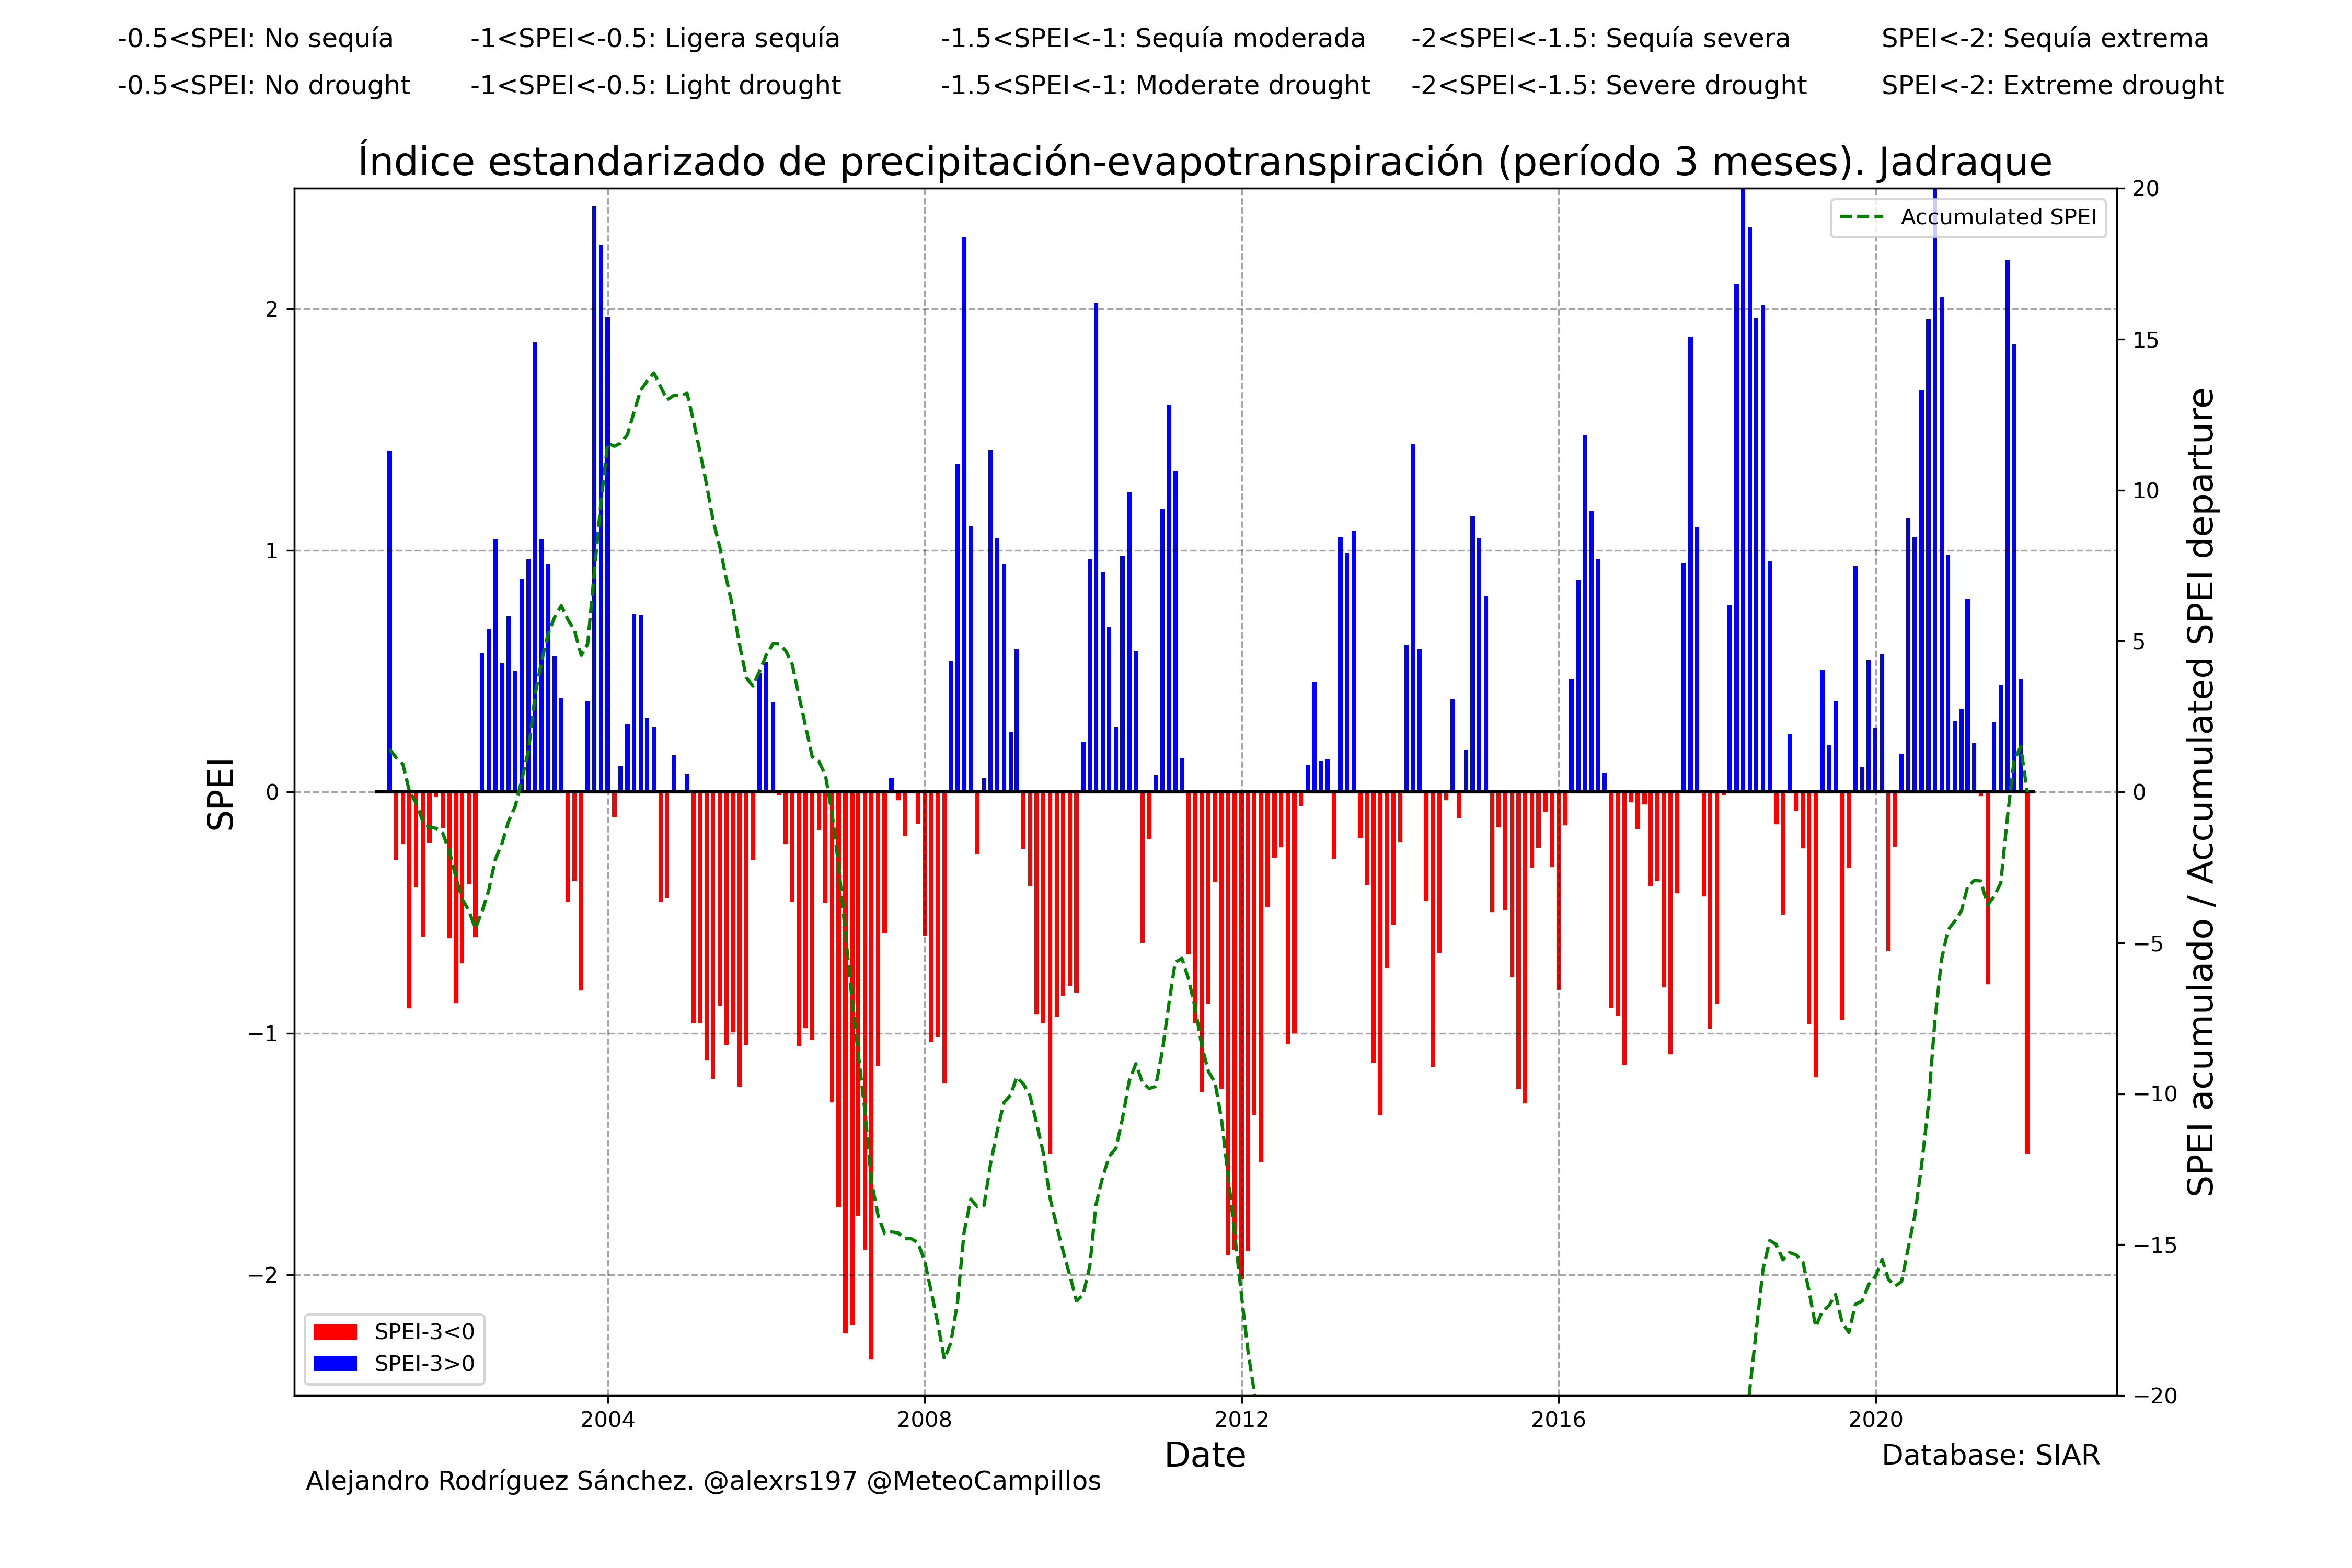 -0.5<SPEI: No sequía -1<SPEI<-0.5: Ligera sequía -1.5<SPEI<-1: Sequía moderada -2<SPEI<-1.5: Sequía severa SPEI<-2: Sequía extrema
-0.5<SPEI: No drought -1<SPEI<-0.5: Light drought -1.5<SPEI<-1: Moderate drought -2<SPEI<-1.5: Severe drought SPEI<-2: Extreme drought
Índice estandarizado de precipitación-evapotranspiración (período 3 meses). Jadraque
Accumulated SPEI
SPEI
2
1
0
−1
−2
20
15
10
5
0
−5
−10
−15
−20
SPEI acumulado / Accumulated SPEI departure
SPEI-3<0
SPEI-3>0
2004 2008 2012 2016 2020
Date
Database: SIAR
Alejandro Rodríguez Sánchez. @alexrs197 @MeteoCampillos